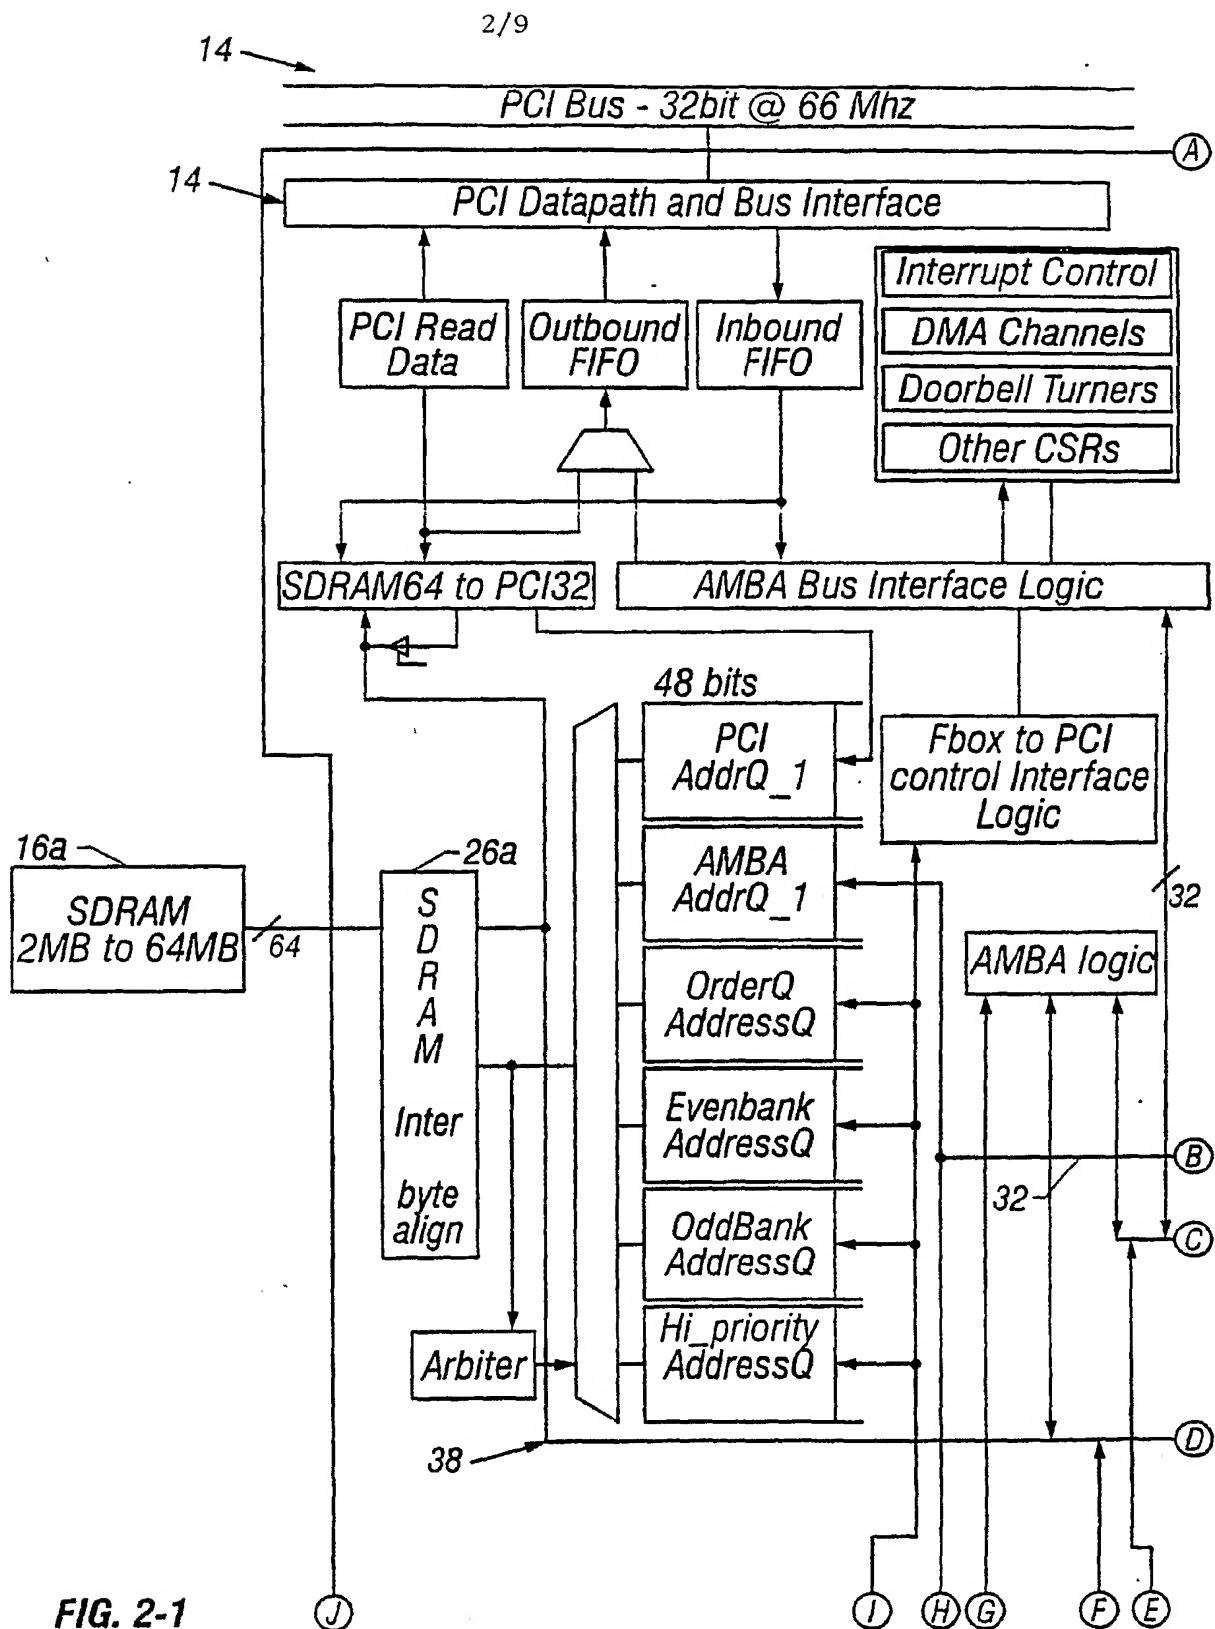 2/9
14
PCI Bus - 32bit @ 66 Mhz
A
14
PCI Datapath and Bus Interface
Interrupt Control
DMA Channels
Doorbell Turners
Other CSRs
PCI Read
Data
Outbound
FIFO
Inbound
FIFO
SDRAM64 to PCI32
AMBA Bus Interface Logic
48 bits
PCI
AddrQ_1
Fbox to PCI
control Interface
Logic
16a
SDRAM
2MB to 64MB
64
26a
S
D
R
A
M
Inter
byte
align
AMBA
AddrQ_1
32
AMBA logic
OrderQ
AddressQ
Evenbank
AddressQ
B
32
OddBank
AddressQ
C
Hi_priority
AddressQ
Arbiter
38
D
FIG. 2-1
J
I
H
G
F
E